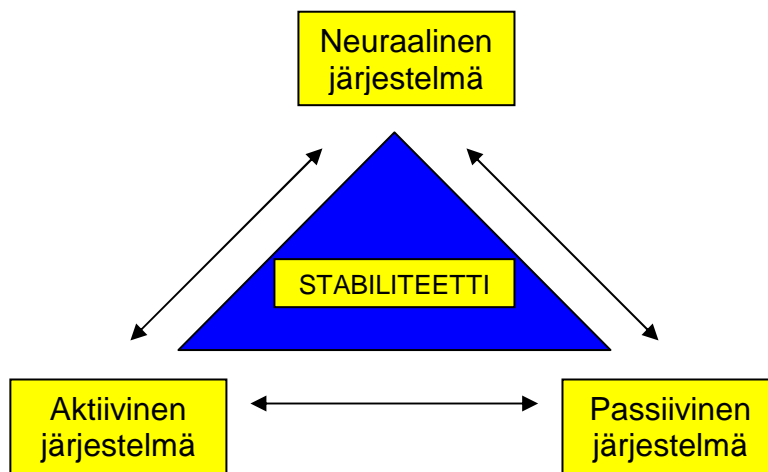 Neuraalinen
järjestelmä
STABILITEETTI
Aktiivinen
järjestelmä
Passiivinen
järjestelmä